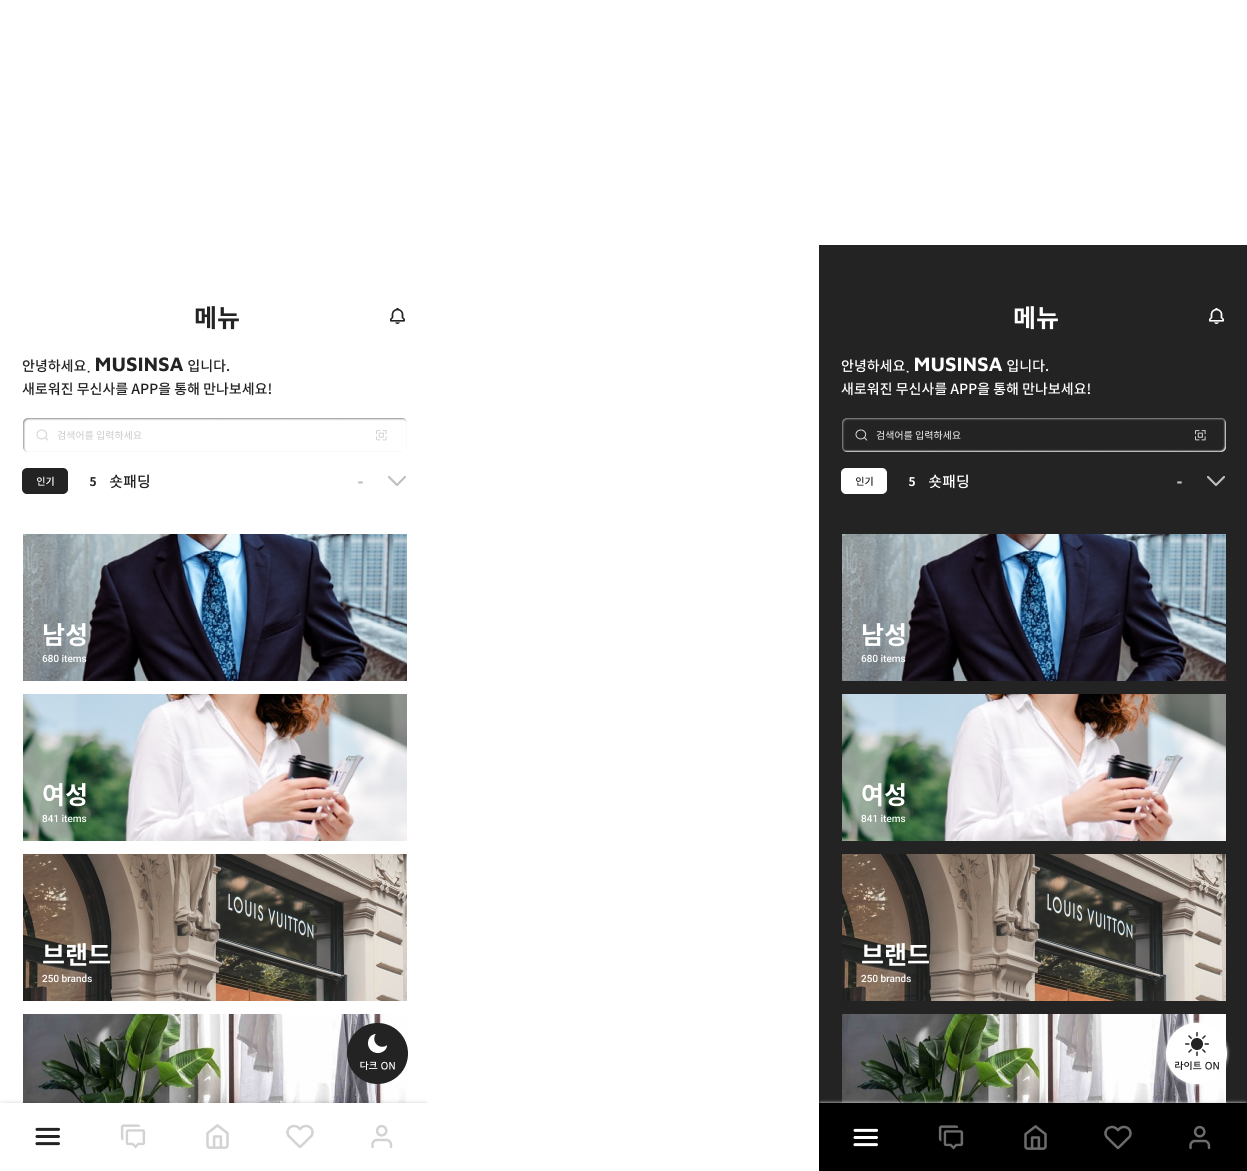 메뉴
안녕하세요. MUSINSA 입니다.
새로워진 무신사를 APP을 통해 만나보세요!
검색어를 입력하세요
인기 5 숏패딩 -
남성
680 items
여성
841 items
LOUIS VUITTON
브랜드
250 brands
다크 ON
메뉴
안녕하세요. MUSINSA 입니다.
새로워진 무신사를 APP을 통해 만나보세요!
검색어를 입력하세요
인기 5 숏패딩 -
남성
680 items
여성
841 items
LOUIS VUITTON
브랜드
250 brands
라이트 ON